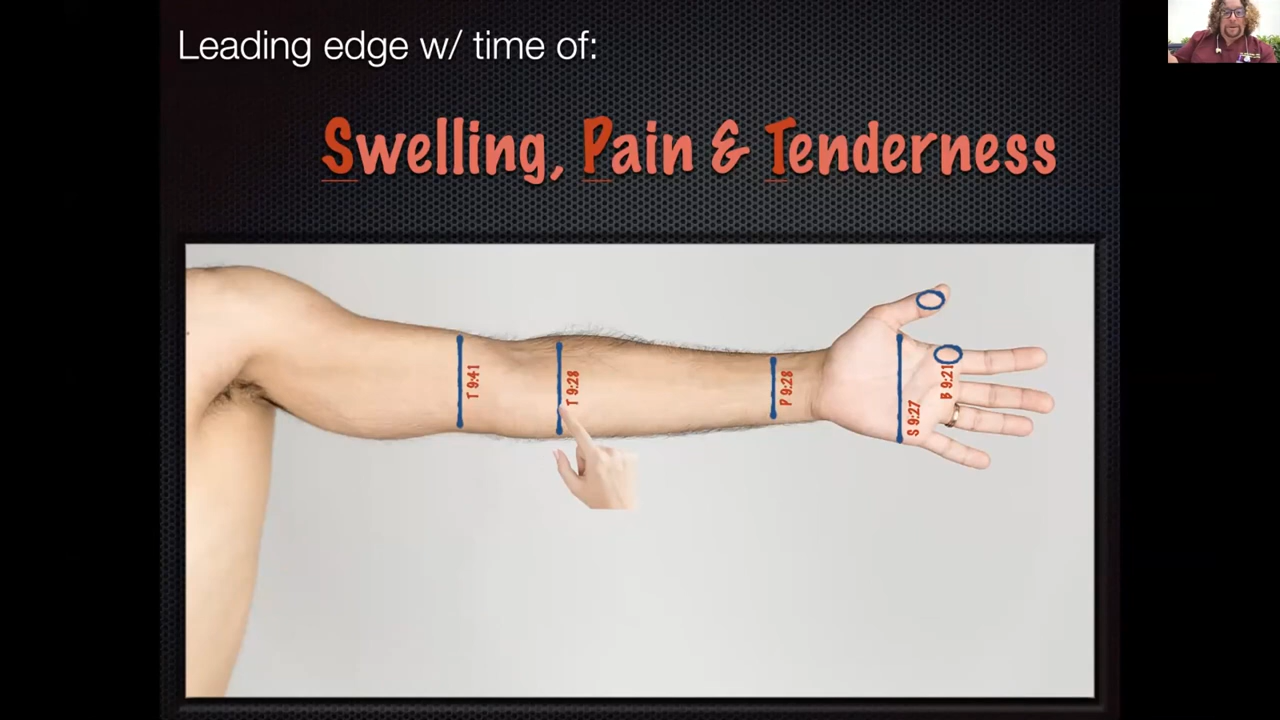 Leading edge w/ time of:
Swelling, Pain & Tenderness
T 9:41
T 9:28
P 9:28
S 9:27
B 9:21